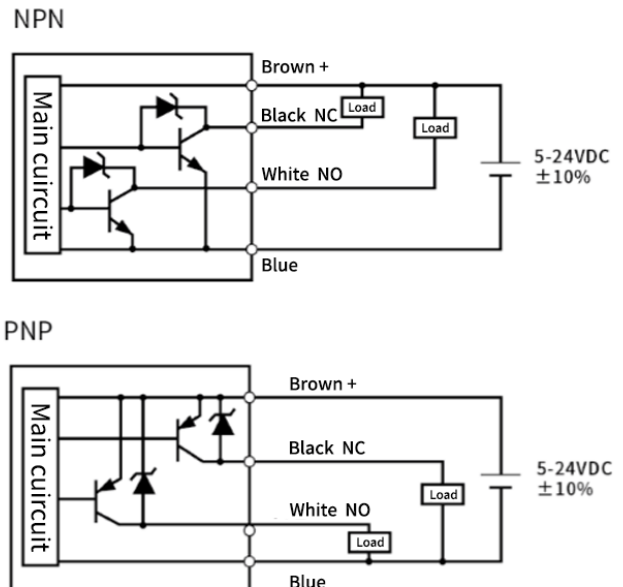 NPN
Brown +
Main cuircuit
Black NC
Load
Load
White NO
5-24VDC
±10%
Blue
PNP
Brown +
Main cuircuit
Black NC
5-24VDC
±10%
Load
White NO
Load
Blue